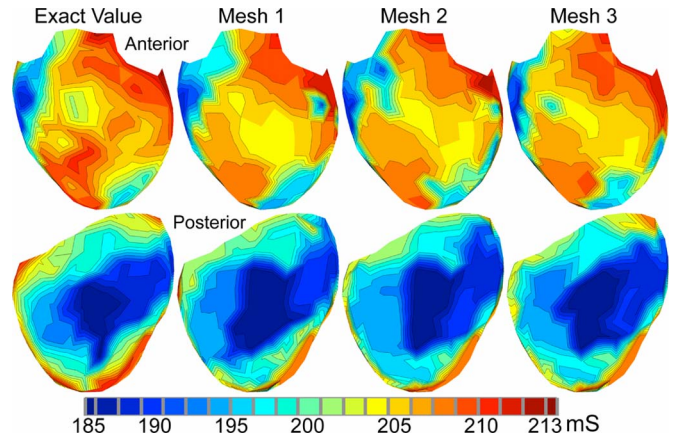 Exact Value Mesh 1 Mesh 2 Mesh 3
Anterior
Posterior
185 190 195 200 205 210 213 mS